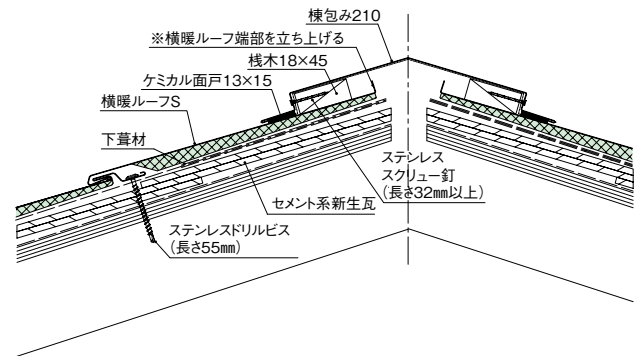 棟包み210
※横暖ルーフ端部を立ち上げる
桟木18×45
ケミカル面戸13×15
横暖ルーフS
下葺材
ステンレス
スクリュー釘
（長さ32mm以上）
セメント系新生瓦
ステンレスドリルビス
（長さ55mm）